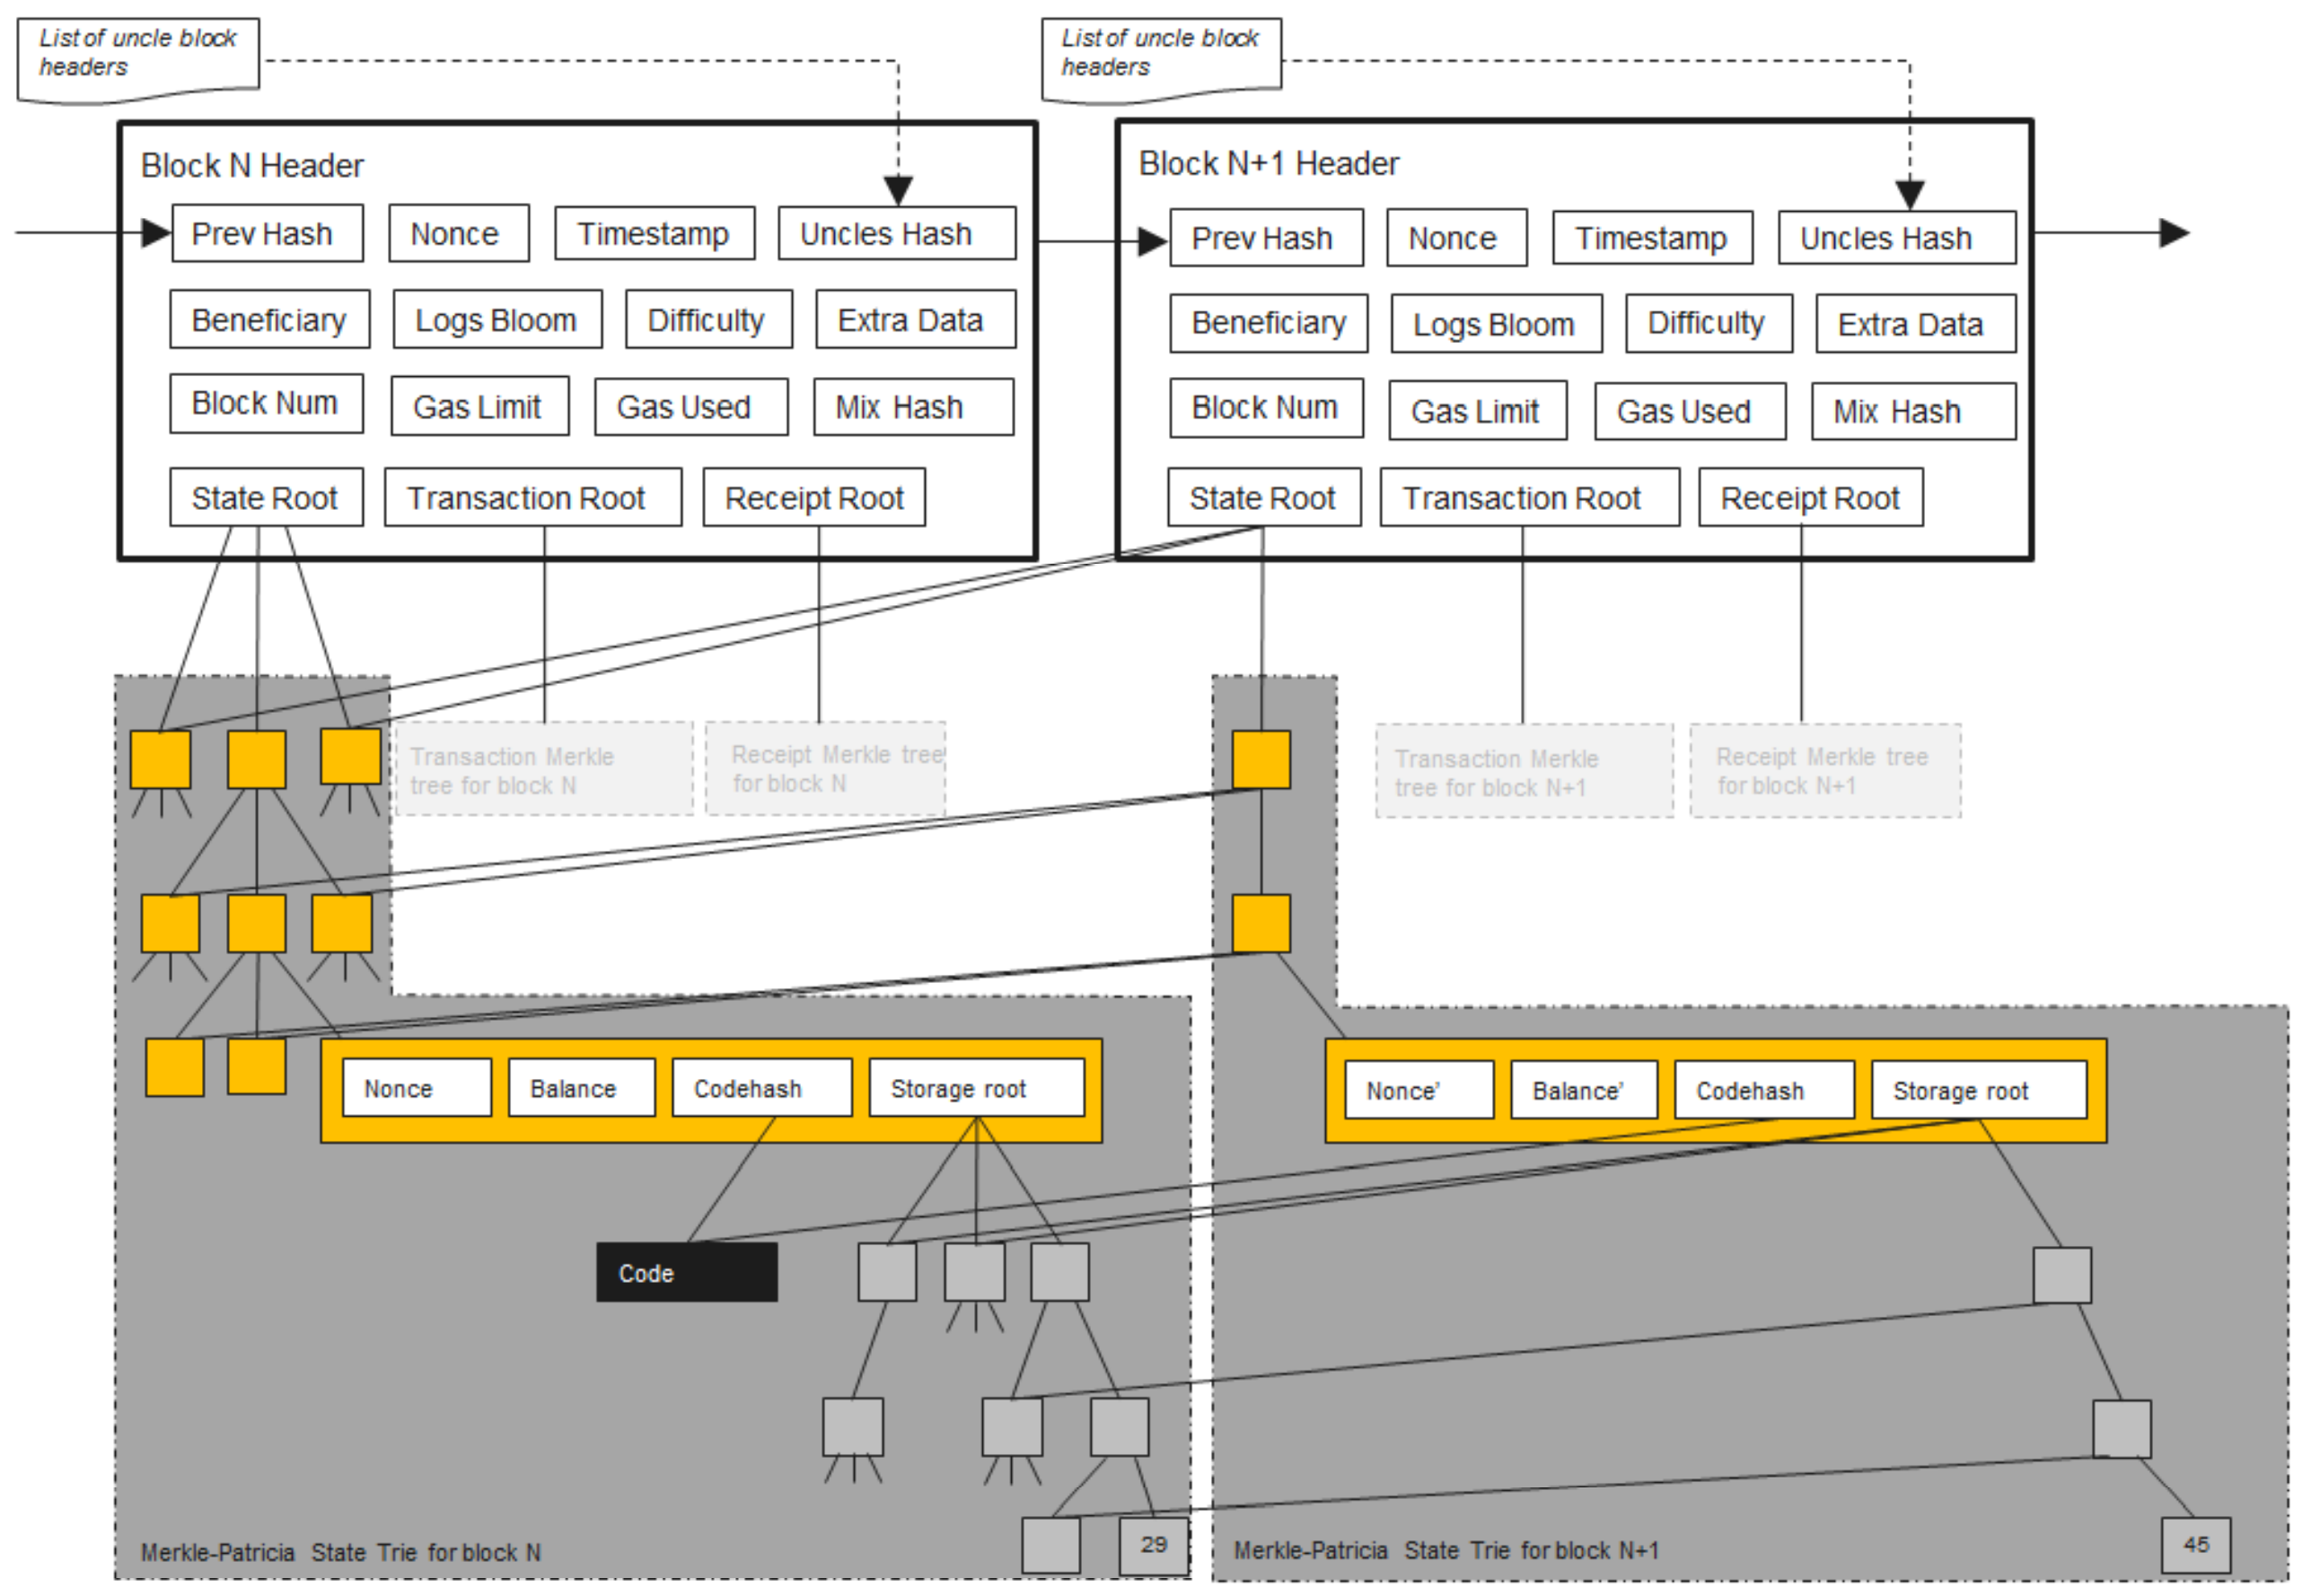 List of uncle block
headers
List of uncle block
headers
Block N Header
Prev Hash
Nonce
Timestamp
Uncles Hash
Beneficiary
Logs Bloom
Difficulty
Extra Data
Block Num
Gas Limit
Gas Used
Mix Hash
State Root
Transaction Root
Receipt Root
Block N+1 Header
Prev Hash
Nonce
Timestamp
Uncles Hash
Beneficiary
Logs Bloom
Difficulty
Extra Data
Block Num
Gas Limit
Gas Used
Mix Hash
State Root
Transaction Root
Receipt Root
Transaction Merkle
tree for block N
Receipt Merkle tree
for block N
Transaction Merkle
tree for block N+1
Receipt Merkle tree
for block N+1
Nonce
Balance
Codehash
Storage root
Nonce’
Balance’
Codehash
Storage root
Code
29
45
Merkle-Patricia State Trie for block N
Merkle-Patricia State Trie for block N+1